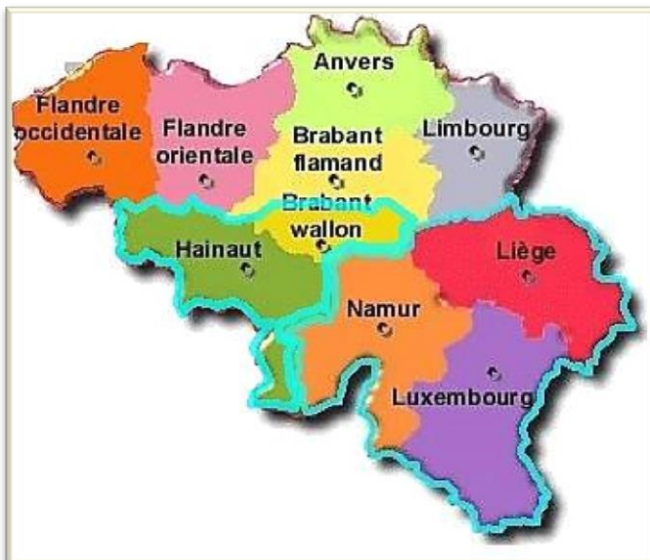 Anvers
Flandre
occidentale
Flandre
orientale
Brabant
flamand
Limbourg
Brabant
wallon
Hainaut
Liège
Namur
Luxembourg